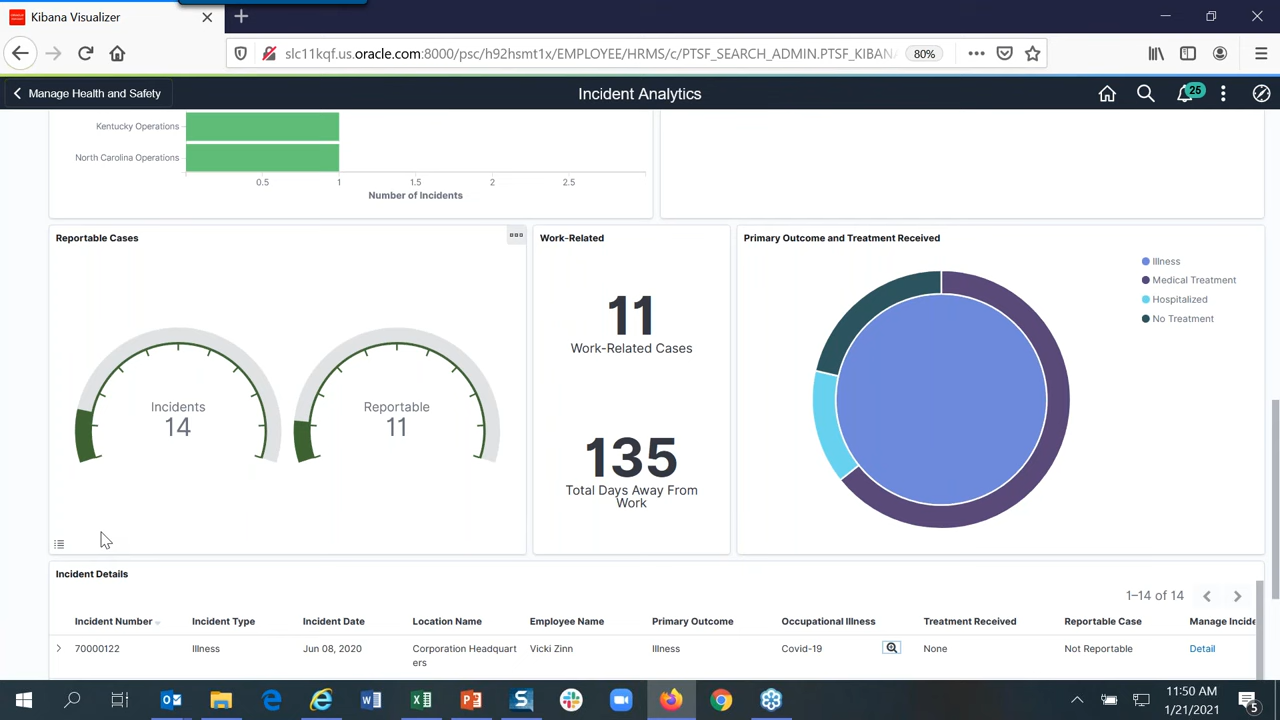 Kibana Visualizer
slc11kqf.us.oracle.com:8000/psc/h92hsmt1x/EMPLOYEE/HRMS/c/PTSF_SEARCH_ADMIN.PTSF_KIBANA
80%
Manage Health and Safety
Incident Analytics
25
Kentucky Operations
North Carolina Operations
0.5 1 1.5 2 2.5
Number of Incidents
Reportable Cases
Incidents
14
Reportable
11
Work-Related
11
Work-Related Cases
135
Total Days Away From
Work
Primary Outcome and Treatment Received
Illness
Medical Treatment
Hospitalized
No Treatment
Incident Details
1–14 of 14
Incident Number Incident Type Incident Date Location Name Employee Name Primary Outcome Occupational Illness Treatment Received Reportable Case Manage Incide
70000122 Illness Jun 08, 2020 Corporation Headquart Vicki Zinn Illness Covid-19 None Not Reportable Detail
ers
11:50 AM
1/21/2021
5